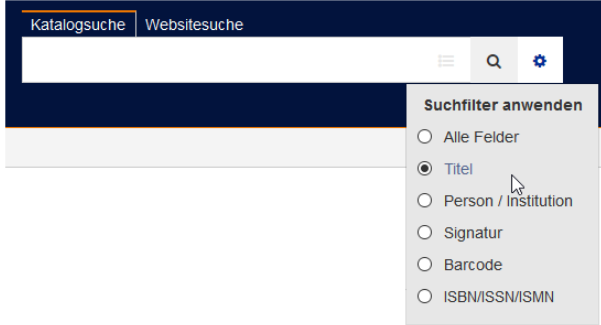 Katalogsuche Websitesuche
Suchfilter anwenden
Alle Felder
Titel
Person / Institution
Signatur
Barcode
ISBN/ISSN/ISMN